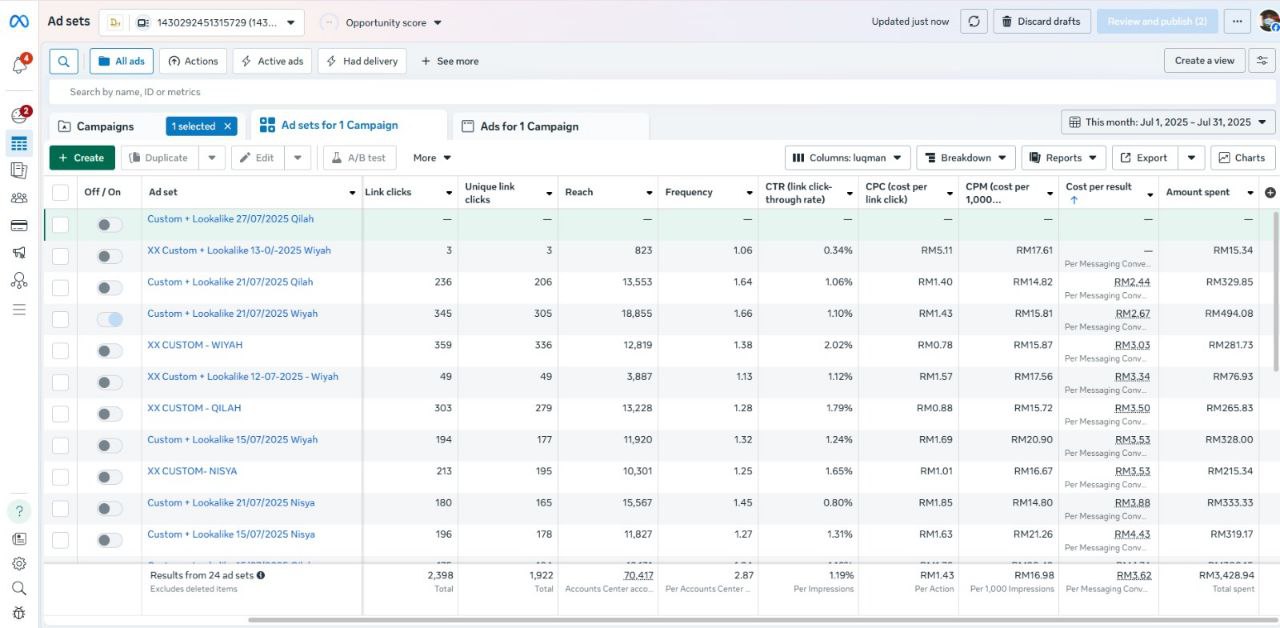 Ad sets 1430292451315729 (143... Opportunity score Updated just now Discard drafts Review and publish (2)
4
All ads Actions Active ads Had delivery + See more Create a view
Search by name, ID or metrics
2
Campaigns 1 selected × Ad sets for 1 Campaign Ads for 1 Campaign This month: Jul 1, 2025 – Jul 31, 2025
+ Create Duplicate Edit A/B test More Columns: luqman Breakdown Reports Export Charts
Off / On Ad set Link clicks Unique link clicks Reach Frequency CTR (link click-through rate) CPC (cost per link click) CPM (cost per 1,000... Cost per result ↑ Amount spent
Custom + Lookalike 27/07/2025 Qilah — — — — — — — — —
XX Custom + Lookalike 13-0/-2025 Wiyah 3 3 823 1.06 0.34% RM5.11 RM17.61 — RM15.34
Per Messaging Conve...
Custom + Lookalike 21/07/2025 Qilah 236 206 13,553 1.64 1.06% RM1.40 RM14.82 RM2.44 RM329.85
Per Messaging Conv...
Custom + Lookalike 21/07/2025 Wiyah 345 305 18,855 1.66 1.10% RM1.43 RM15.81 RM2.67 RM494.08
Per Messaging Conv...
XX CUSTOM - WIYAH 359 336 12,819 1.38 2.02% RM0.78 RM15.87 RM3.03 RM281.73
Per Messaging Conv...
XX Custom + Lookalike 12-07-2025 - Wiyah 49 49 3,887 1.13 1.12% RM1.57 RM17.56 RM3.34 RM76.93
Per Messaging Conv...
XX CUSTOM - QILAH 303 279 13,228 1.28 1.79% RM0.88 RM15.72 RM3.50 RM265.83
Per Messaging Conv...
Custom + Lookalike 15/07/2025 Wiyah 194 177 11,920 1.32 1.24% RM1.69 RM20.90 RM3.53 RM328.00
Per Messaging Conv...
XX CUSTOM- NISYA 213 195 10,301 1.25 1.65% RM1.01 RM16.67 RM3.53 RM215.34
Per Messaging Conv...
Custom + Lookalike 21/07/2025 Nisya 180 165 15,567 1.45 0.80% RM1.85 RM14.80 RM3.88 RM333.33
Per Messaging Conv...
Custom + Lookalike 15/07/2025 Nisya 196 178 11,827 1.27 1.31% RM1.63 RM21.26 RM4.43 RM319.17
Per Messaging Conv...
Results from 24 ad sets 2,398 1,922 70,417 2.87 1.19% RM1.43 RM16.98 RM3.62 RM3,428.94
Excludes deleted items Total Total Accounts Center acco... Per Accounts Center ... Per Impressions Per Action Per 1,000 Impressions Per Messaging Conv... Total spent